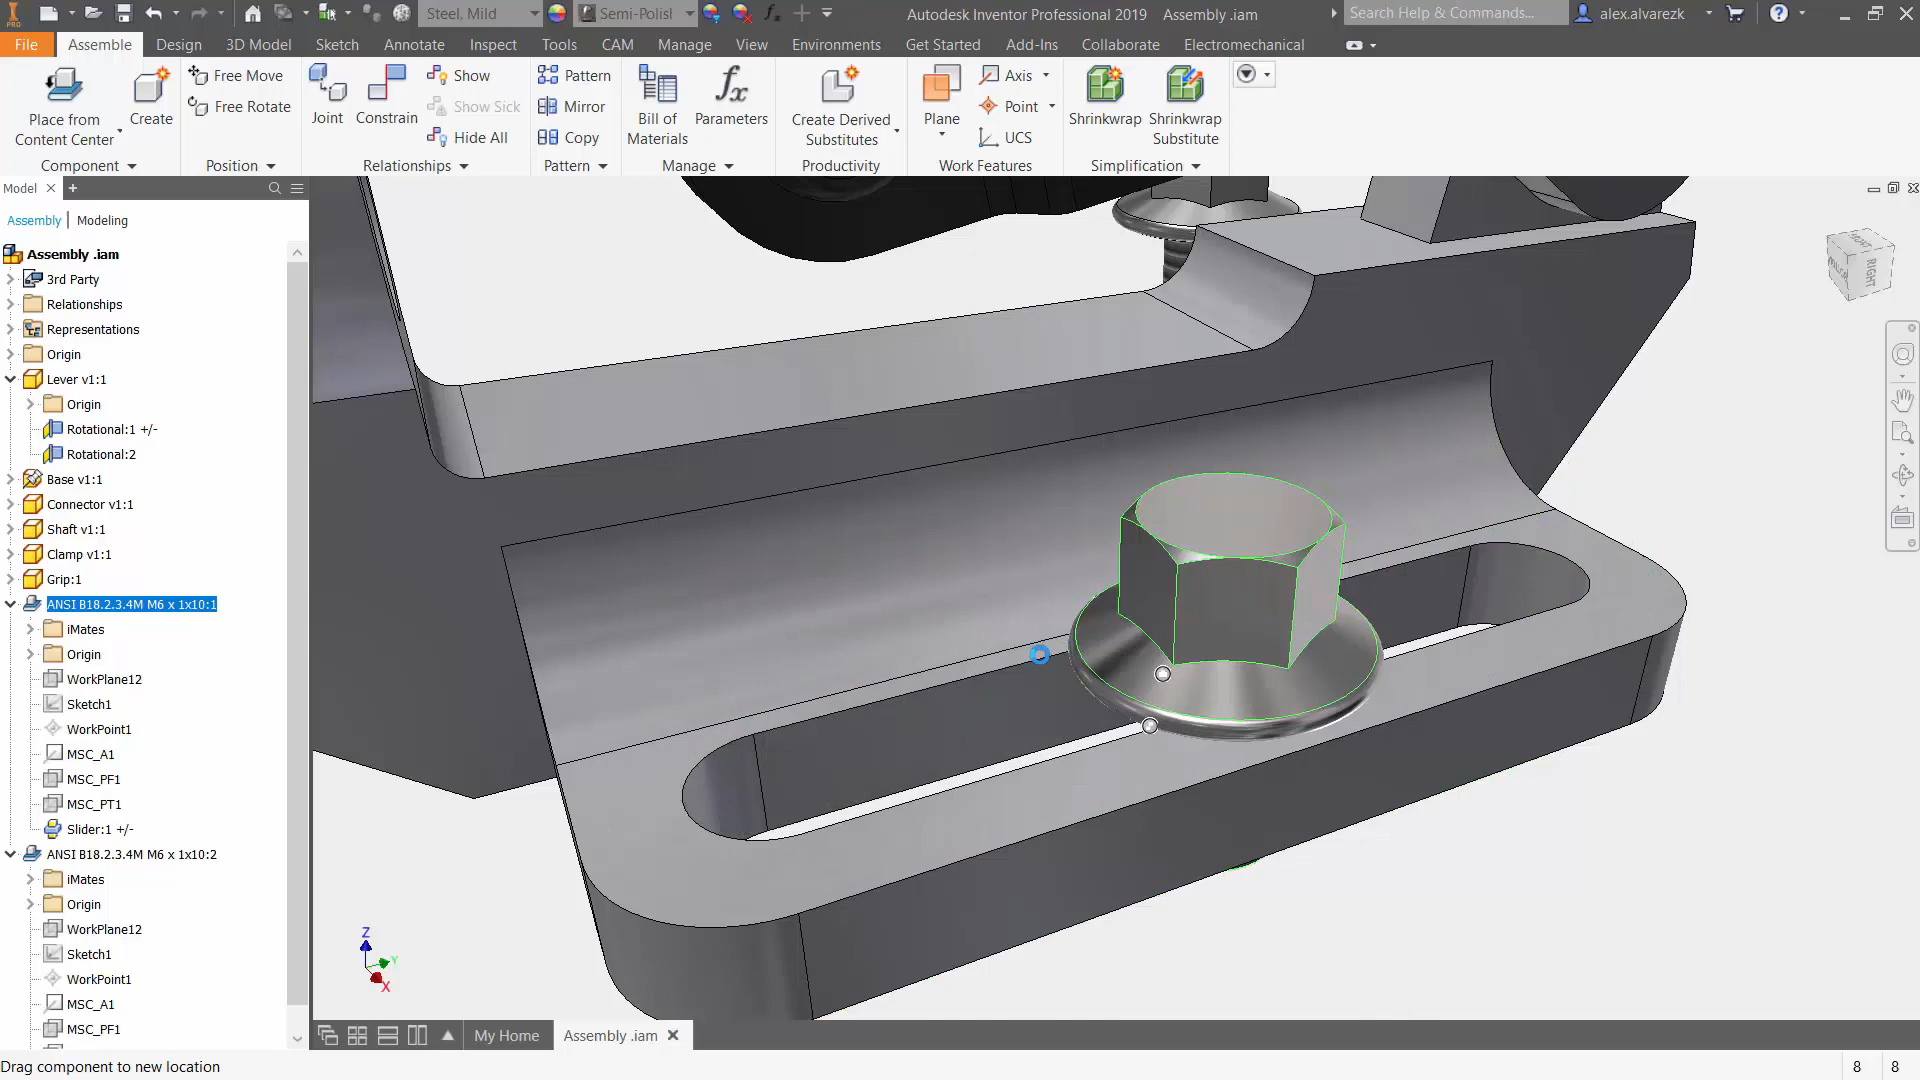 PRO
Steel, Mild
Semi-Polisl
Autodesk Inventor Professional 2019 Assembly .iam
Search Help & Commands...
alex.alvarezk
File Assemble Design 3D Model Sketch Annotate Inspect Tools CAM Manage View Environments Get Started Add-Ins Collaborate Electromechanical
Place from
Content Center
Create
Free Move
Free Rotate
Joint
Constrain
Show
Show Sick
Hide All
Pattern
Mirror
Copy
Bill of
Materials
Parameters
Create Derived
Substitutes
Plane
Axis
Point
UCS
Shrinkwrap
Shrinkwrap
Substitute
Component Position Relationships Pattern Manage Productivity Work Features Simplification
Model
Assembly | Modeling
Assembly .iam
3rd Party
Relationships
Representations
Origin
Lever v1:1
Origin
Rotational:1 +/-
Rotational:2
Base v1:1
Connector v1:1
Shaft v1:1
Clamp v1:1
Grip:1
ANSI B18.2.3.4M M6 x 1x10:1
iMates
Origin
WorkPlane12
Sketch1
WorkPoint1
MSC_A1
MSC_PF1
MSC_PT1
Slider:1 +/-
ANSI B18.2.3.4M M6 x 1x10:2
iMates
Origin
WorkPlane12
Sketch1
WorkPoint1
MSC_A1
MSC_PF1
RIGHT
Z
Y
X
My Home
Assembly .iam
Drag component to new location
8 8